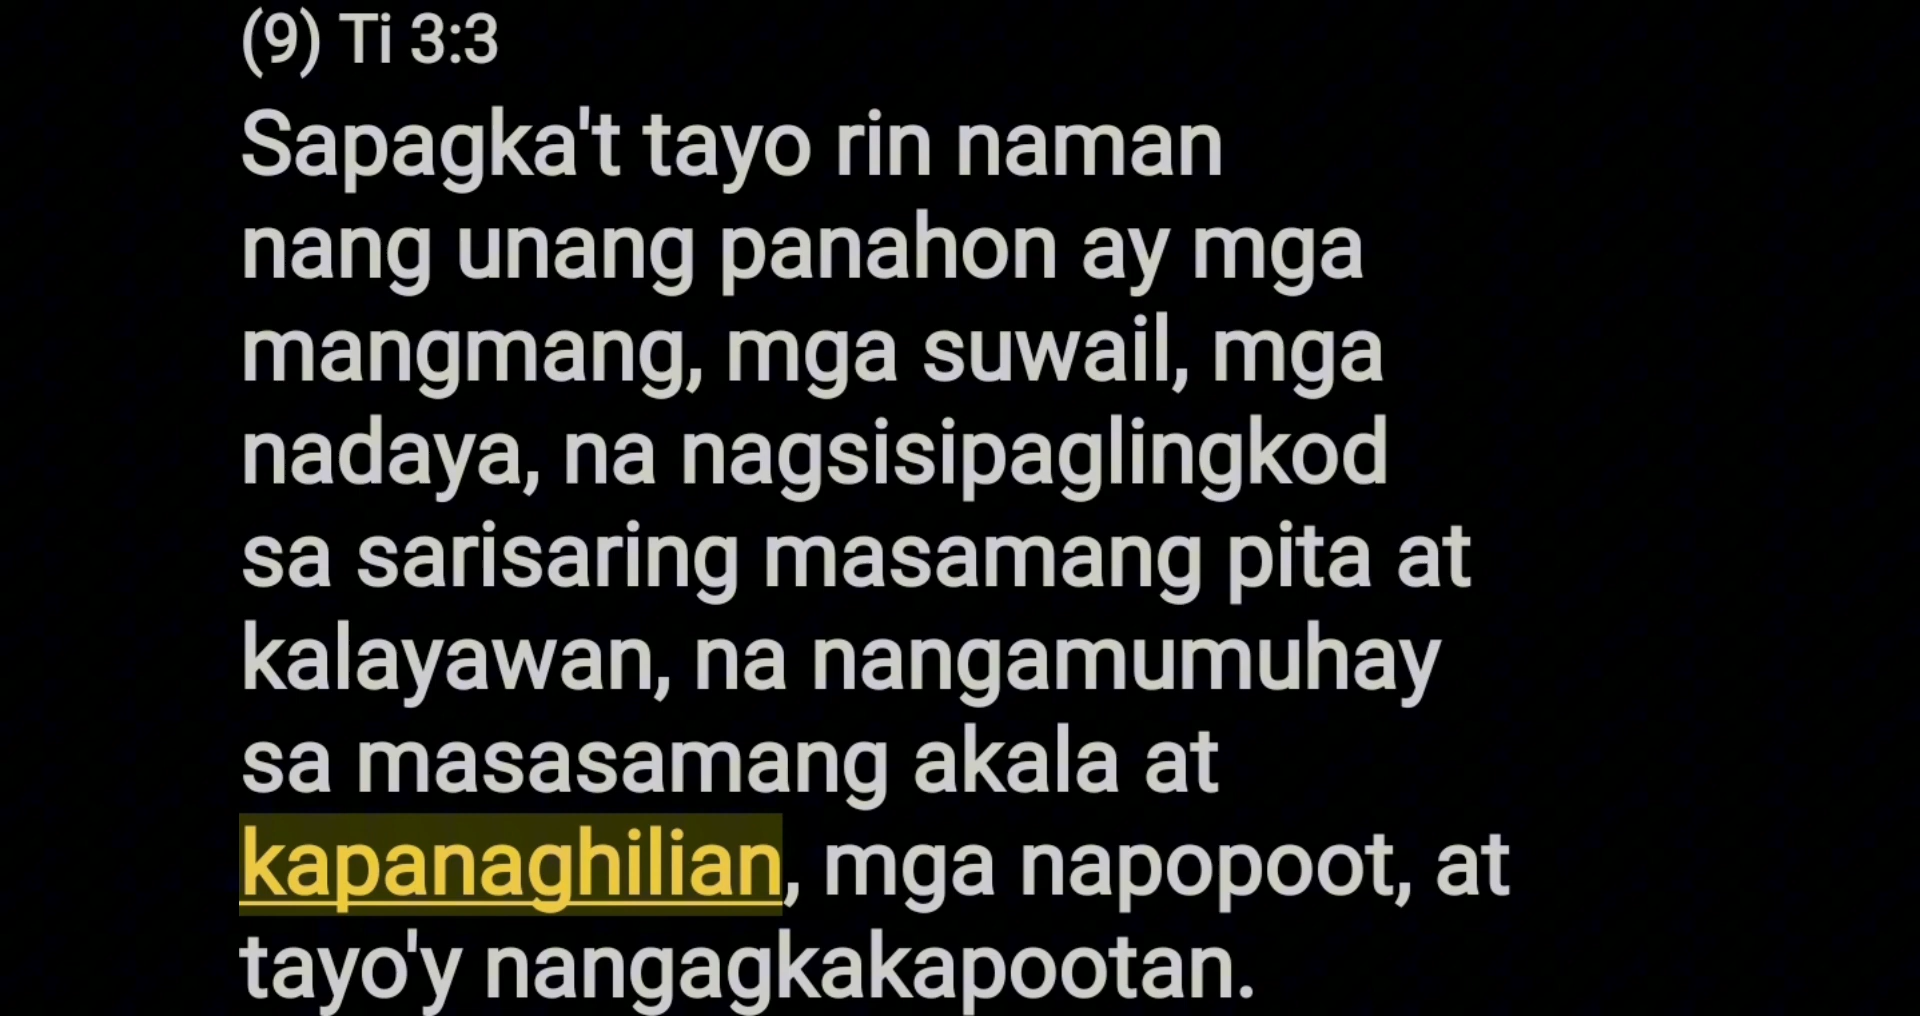 (9) Ti 3:3
Sapagka't tayo rin naman
nang unang panahon ay mga
mangmang, mga suwail, mga
nadaya, na nagsisipaglingkod
sa sarisaring masamang pita at
kalayawan, na nangamumuhay
sa masasamang akala at
kapanaghilian, mga napopoot, at
tayo'y nangagkakapootan.